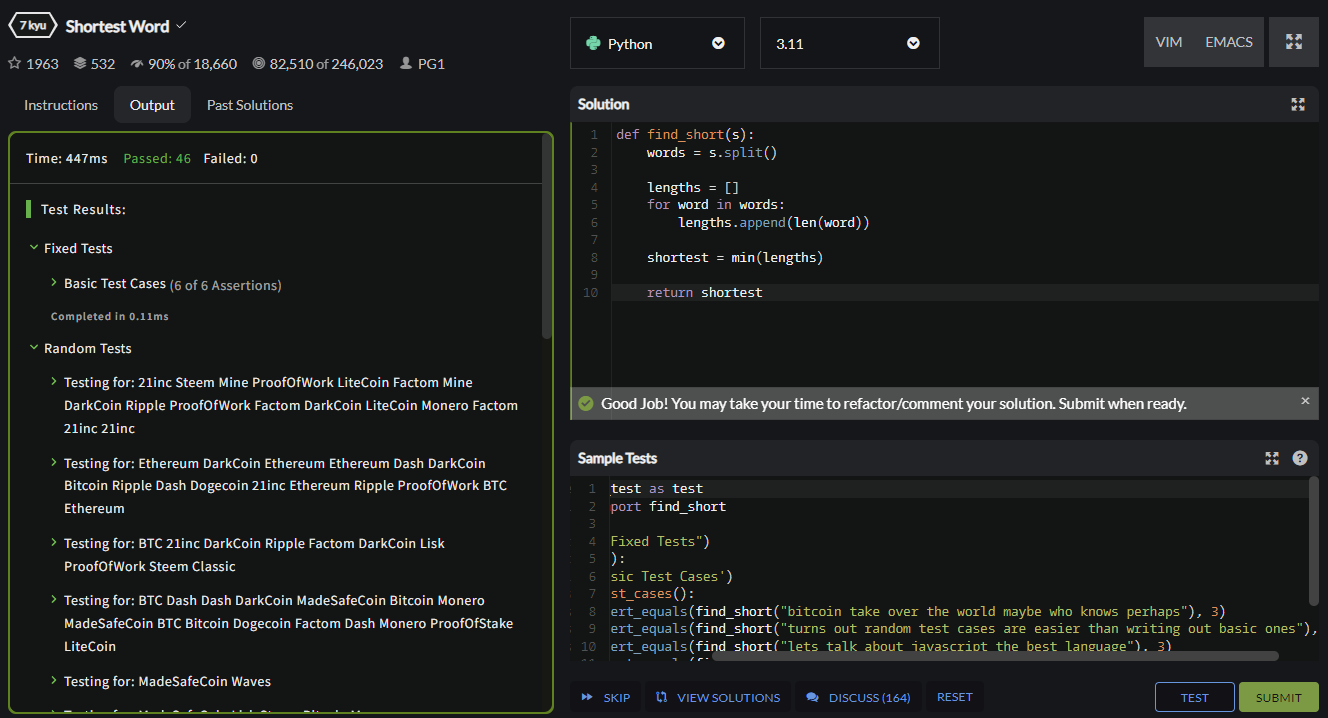 7 kyu Shortest Word
1963 532 90% of 18,660 82,510 of 246,023 PG1
Instructions Output Past Solutions
Time: 447ms Passed: 46 Failed: 0
Test Results:
Fixed Tests
Basic Test Cases (6 of 6 Assertions)
Completed in 0.11ms
Random Tests
Testing for: 21inc Steem Mine ProofOfWork LiteCoin Factom Mine
DarkCoin Ripple ProofOfWork Factom DarkCoin LiteCoin Monero Factom
21inc 21inc
Testing for: Ethereum DarkCoin Ethereum Ethereum Dash DarkCoin
Bitcoin Ripple Dash Dogecoin 21inc Ethereum Ripple ProofOfWork BTC
Ethereum
Testing for: BTC 21inc DarkCoin Ripple Factom DarkCoin Lisk
ProofOfWork Steem Classic
Testing for: BTC Dash Dash DarkCoin MadeSafeCoin Bitcoin Monero
MadeSafeCoin BTC Bitcoin Dogecoin Factom Dash Monero ProofOfStake
LiteCoin
Testing for: MadeSafeCoin Waves
Python 3.11 VIM EMACS
Solution
1 def find_short(s):
2 words = s.split()
3
4 lengths = []
5 for word in words:
6 lengths.append(len(word))
7
8 shortest = min(lengths)
9
10 return shortest
Good Job! You may take your time to refactor/comment your solution. Submit when ready. ×
Sample Tests ?
1 test as test
2 port find_short
3
4 Fixed Tests")
5 ):
6 sic Test Cases')
7 st_cases():
8 ert_equals(find_short("bitcoin take over the world maybe who knows perhaps"), 3)
9 ert_equals(find_short("turns out random test cases are easier than writing out basic ones"),
10 ert_equals(find_short("lets talk about javascript the best language"), 3)
SKIP VIEW SOLUTIONS DISCUSS (164) RESET TEST SUBMIT